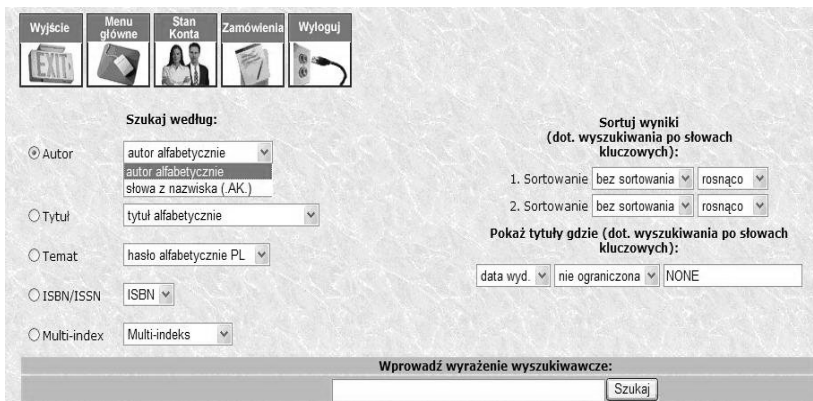 Wyjście
Menu główne
Stan Konta
Zamówienia
Wyloguj
EXIT
Szukaj według:
Autor autor alfabetycznie
autor alfabetycznie
słowa z nazwiska (.AK.)
Tytuł tytuł alfabetycznie
Temat hasło alfabetycznie PL
ISBN/ISSN ISBN
Multi-index Multi-indeks
Sortuj wyniki
(dot. wyszukiwania po słowach
kluczowych):
1. Sortowanie bez sortowania rosnąco
2. Sortowanie bez sortowania rosnąco
Pokaż tytuły gdzie (dot. wyszukiwania po słowach
kluczowych):
data wyd. nie ograniczona NONE
Wprowadź wyrażenie wyszukiwawcze:
Szukaj